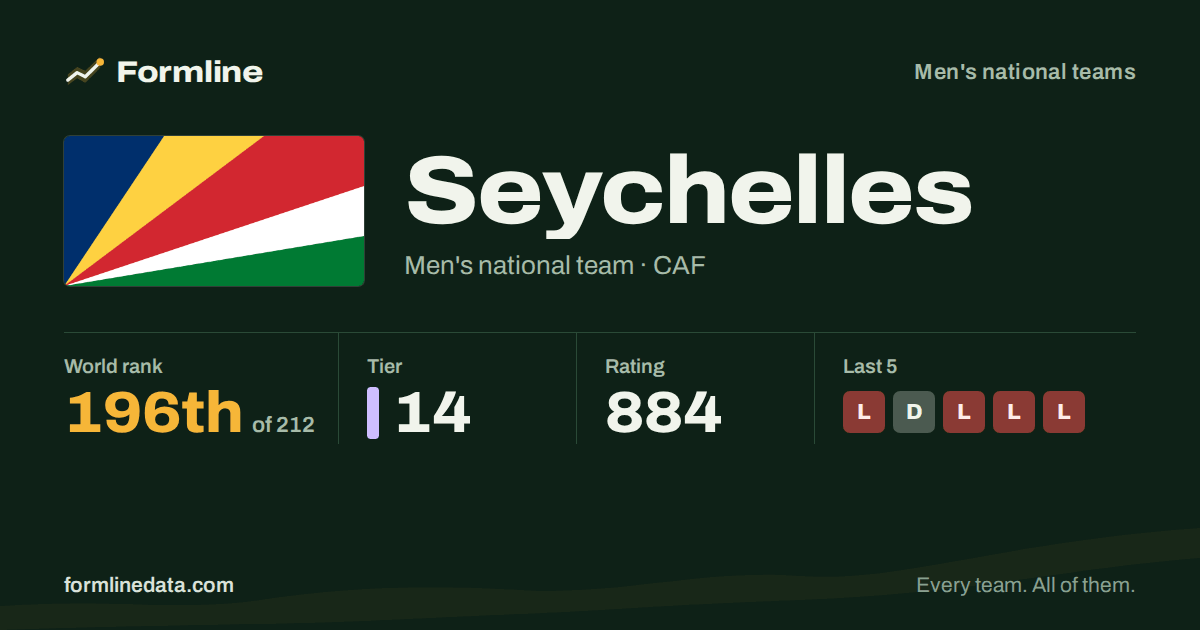 Formline
Men's national teams
Seychelles
Men's national team · CAF
World rank
196th of 212
Tier
14
Rating
884
Last 5
L D L L L
formlinedata.com
Every team. All of them.